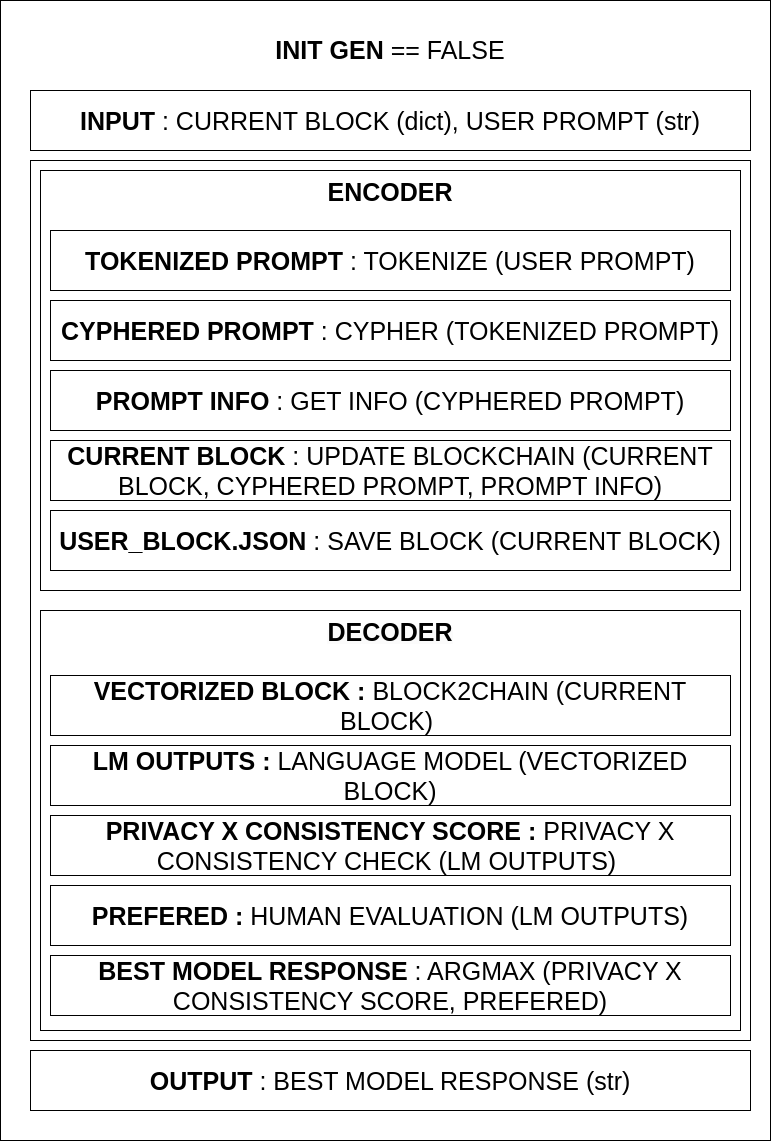 INIT GEN == FALSE
INPUT : CURRENT BLOCK (dict), USER PROMPT (str)
ENCODER
TOKENIZED PROMPT : TOKENIZE (USER PROMPT)
CYPHERED PROMPT : CYPHER (TOKENIZED PROMPT)
PROMPT INFO : GET INFO (CYPHERED PROMPT)
CURRENT BLOCK : UPDATE BLOCKCHAIN (CURRENT
BLOCK, CYPHERED PROMPT, PROMPT INFO)
USER_BLOCK.JSON : SAVE BLOCK (CURRENT BLOCK)
DECODER
VECTORIZED BLOCK : BLOCK2CHAIN (CURRENT
BLOCK)
LM OUTPUTS : LANGUAGE MODEL (VECTORIZED
BLOCK)
PRIVACY X CONSISTENCY SCORE : PRIVACY X
CONSISTENCY CHECK (LM OUTPUTS)
PREFERED : HUMAN EVALUATION (LM OUTPUTS)
BEST MODEL RESPONSE : ARGMAX (PRIVACY X
CONSISTENCY SCORE, PREFERED)
OUTPUT : BEST MODEL RESPONSE (str)